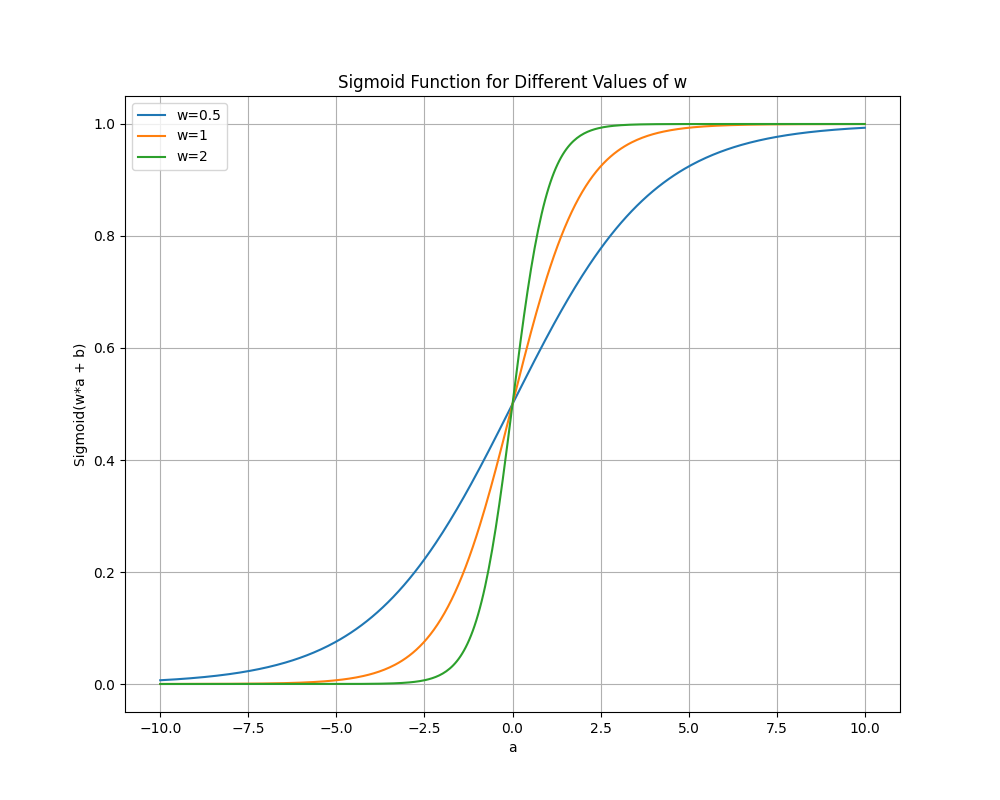 Sigmoid Function for Different Values of w
w=0.5
w=1
w=2
Sigmoid(w*a + b)
1.0
0.8
0.6
0.4
0.2
0.0
−10.0 −7.5 −5.0 −2.5 0.0 2.5 5.0 7.5 10.0
a